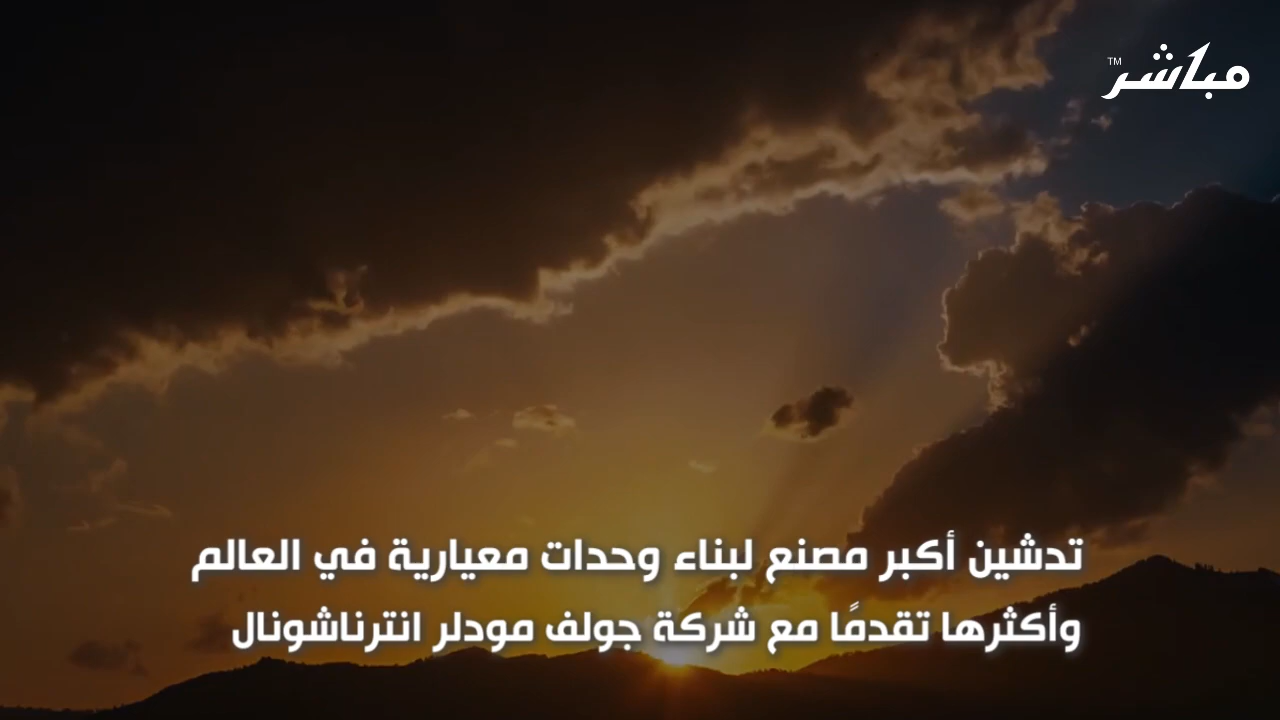 مباشر™
تدشين أكبر مصنع لبناء وحدات معيارية في العالم
وأكثرها تقدمًا مع شركة جولف مودلر انترناشونال